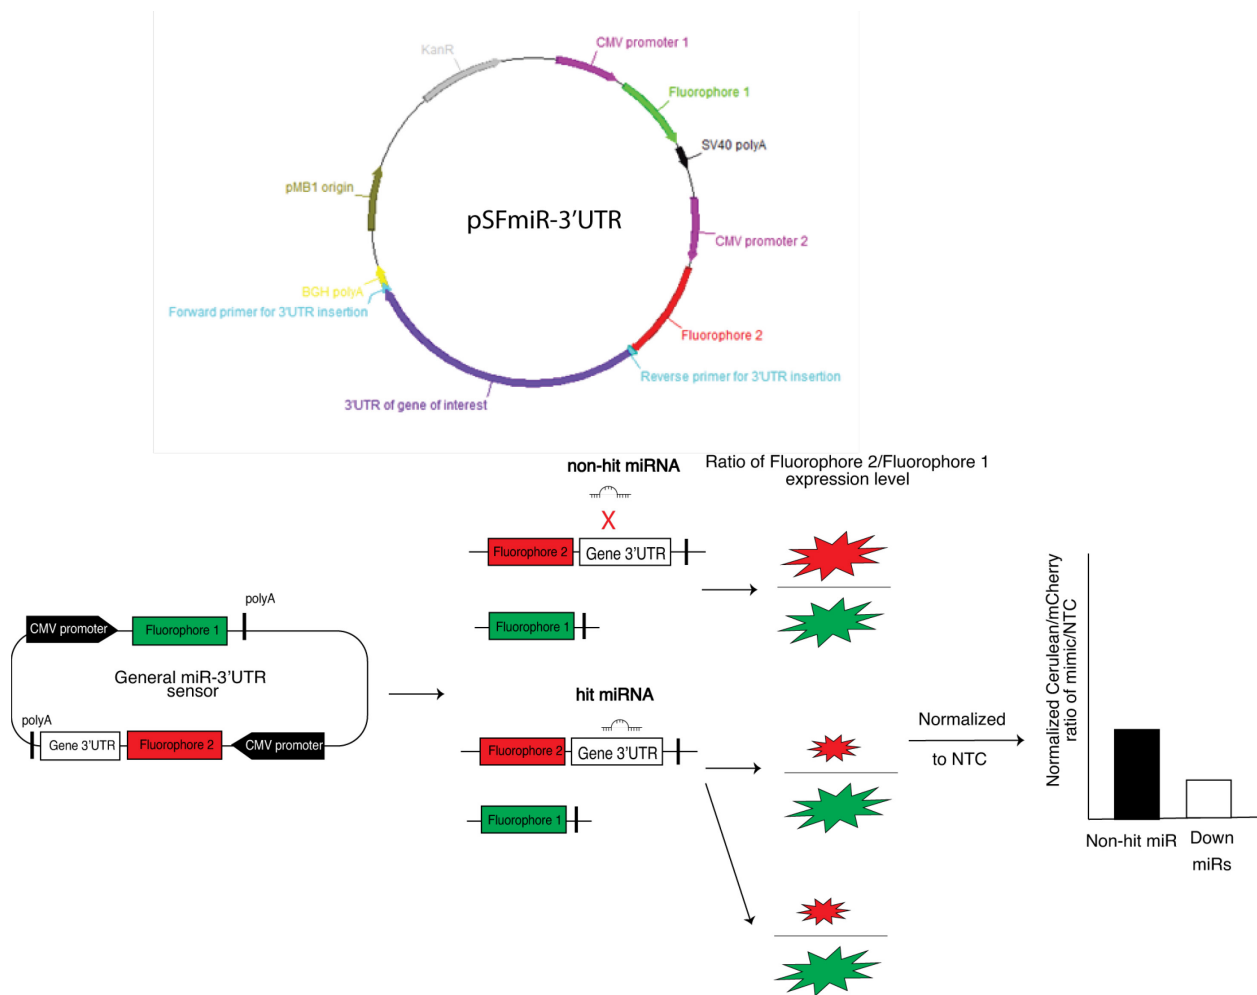 KanR
CMV promoter 1
Fluorophore 1
SV40 polyA
pMB1 origin
pSFmiR-3'UTR
CMV promoter 2
BGH polyA
Forward primer for 3'UTR insertion
Fluorophore 2
Reverse primer for 3'UTR insertion
3'UTR of gene of interest
non-hit miRNA
Ratio of Fluorophore 2/Fluorophore 1
expression level
X
Fluorophore 2
Gene 3'UTR
Fluorophore 1
polyA
CMV promoter
Fluorophore 1
General miR-3'UTR
sensor
polyA
Gene 3'UTR
Fluorophore 2
CMV promoter
hit miRNA
Fluorophore 2
Gene 3'UTR
Fluorophore 1
Normalized
to NTC
Normalized Cerulean/mCherry
ratio of mimic/NTC
Non-hit miR
Down
miRs